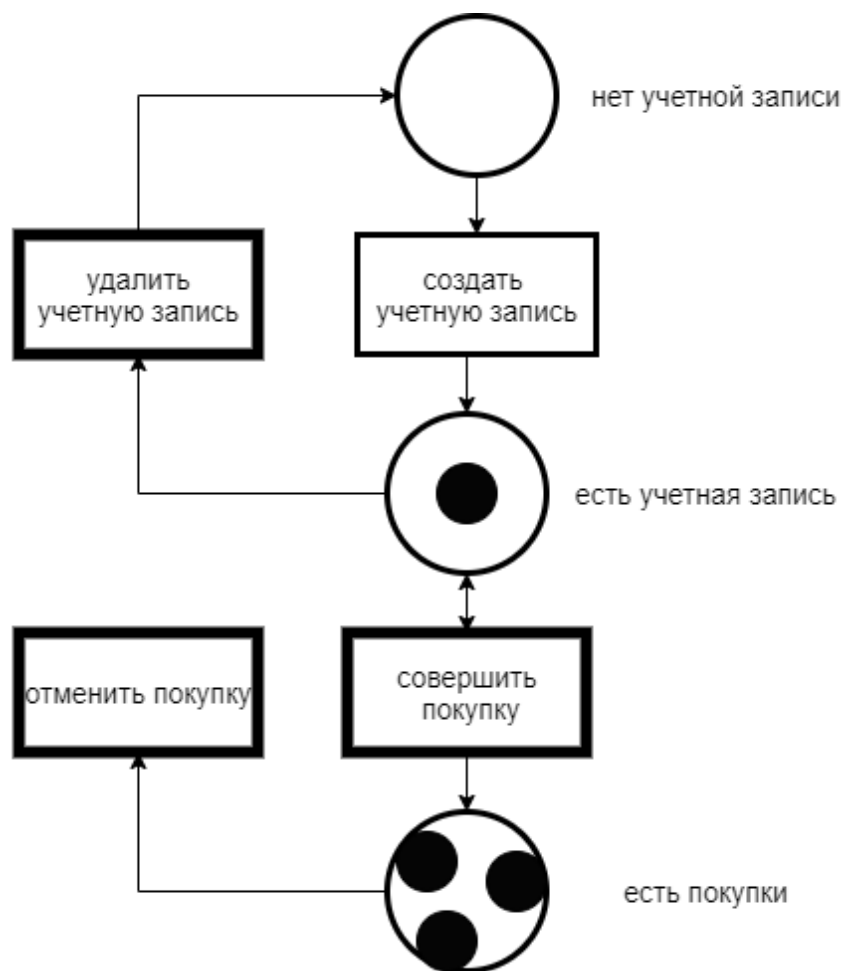 нет учетной записи
удалить
учетную запись
создать
учетную запись
есть учетная запись
отменить покупку
совершить
покупку
есть покупки